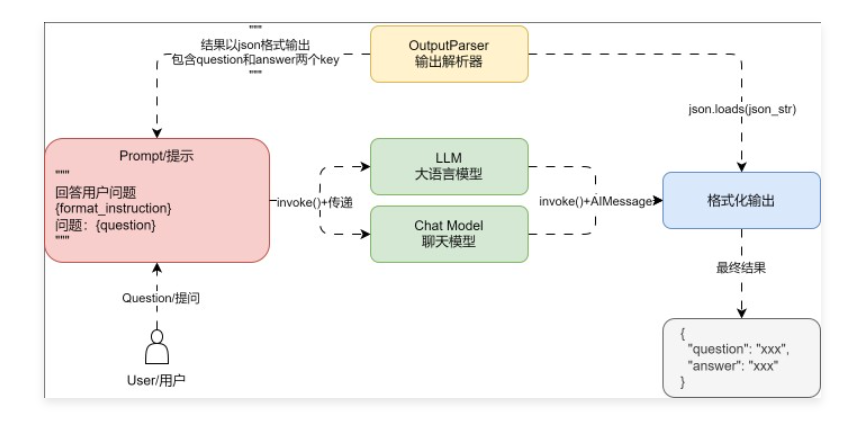 """
结果以json格式输出
包含question和answer两个key
"""
OutputParser
输出解析器
json.loads(json_str)
Prompt/提示
"""
回答用户问题
{format_instruction}
问题：{question}
"""
invoke()+传递
LLM
大语言模型
Chat Model
聊天模型
invoke()+AIMessage
格式化输出
最终结果
Question/提问
User/用户
{
"question": "xxx",
"answer": "xxx"
}